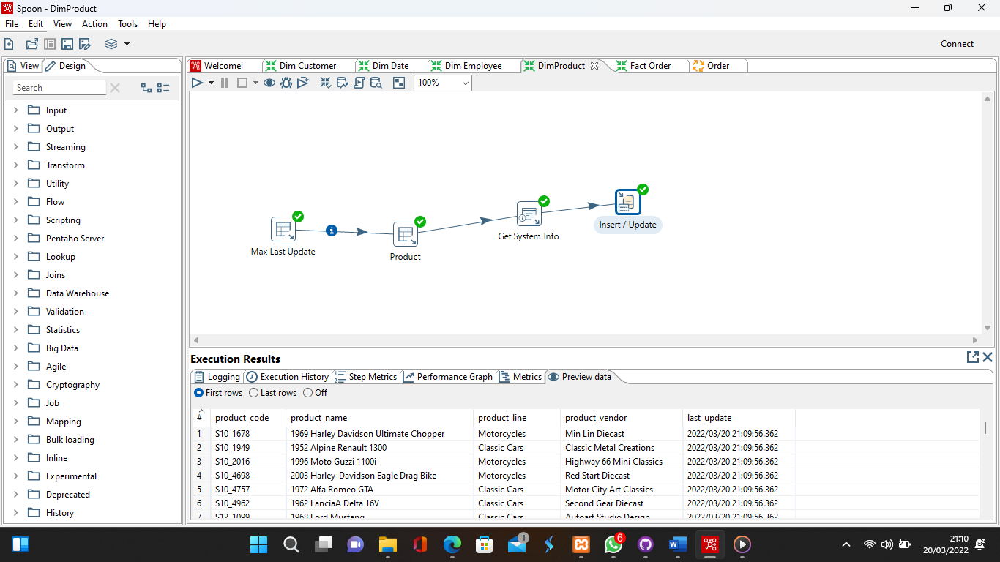 Spoon - DimProduct
File Edit View Action Tools Help
Connect
View Design
Welcome! Dim Customer Dim Date Dim Employee DimProduct Fact Order Order
100%
Search
Input
Output
Streaming
Transform
Utility
Flow
Scripting
Pentaho Server
Lookup
Joins
Data Warehouse
Validation
Statistics
Big Data
Agile
Cryptography
Job
Mapping
Bulk loading
Inline
Experimental
Deprecated
History
Max Last Update
Product
Get System Info
Insert / Update
Execution Results
Logging Execution History Step Metrics Performance Graph Metrics Preview data
First rows Last rows Off
# product_code product_name product_line product_vendor last_update
1 S10_1678 1969 Harley Davidson Ultimate Chopper Motorcycles Min Lin Diecast 2022/03/20 21:09:56.362
2 S10_1949 1952 Alpine Renault 1300 Classic Cars Classic Metal Creations 2022/03/20 21:09:56.362
3 S10_2016 1996 Moto Guzzi 1100i Motorcycles Highway 66 Mini Classics 2022/03/20 21:09:56.362
4 S10_4698 2003 Harley-Davidson Eagle Drag Bike Motorcycles Red Start Diecast 2022/03/20 21:09:56.362
5 S10_4757 1972 Alfa Romeo GTA Classic Cars Motor City Art Classics 2022/03/20 21:09:56.362
6 S10_4962 1962 LanciaA Delta 16V Classic Cars Second Gear Diecast 2022/03/20 21:09:56.362
7 S12_1099 1968 Ford Mustang Classic Cars Autoart Studio Design 2022/03/20 21:09:56.362
1
6
21:10
20/03/2022